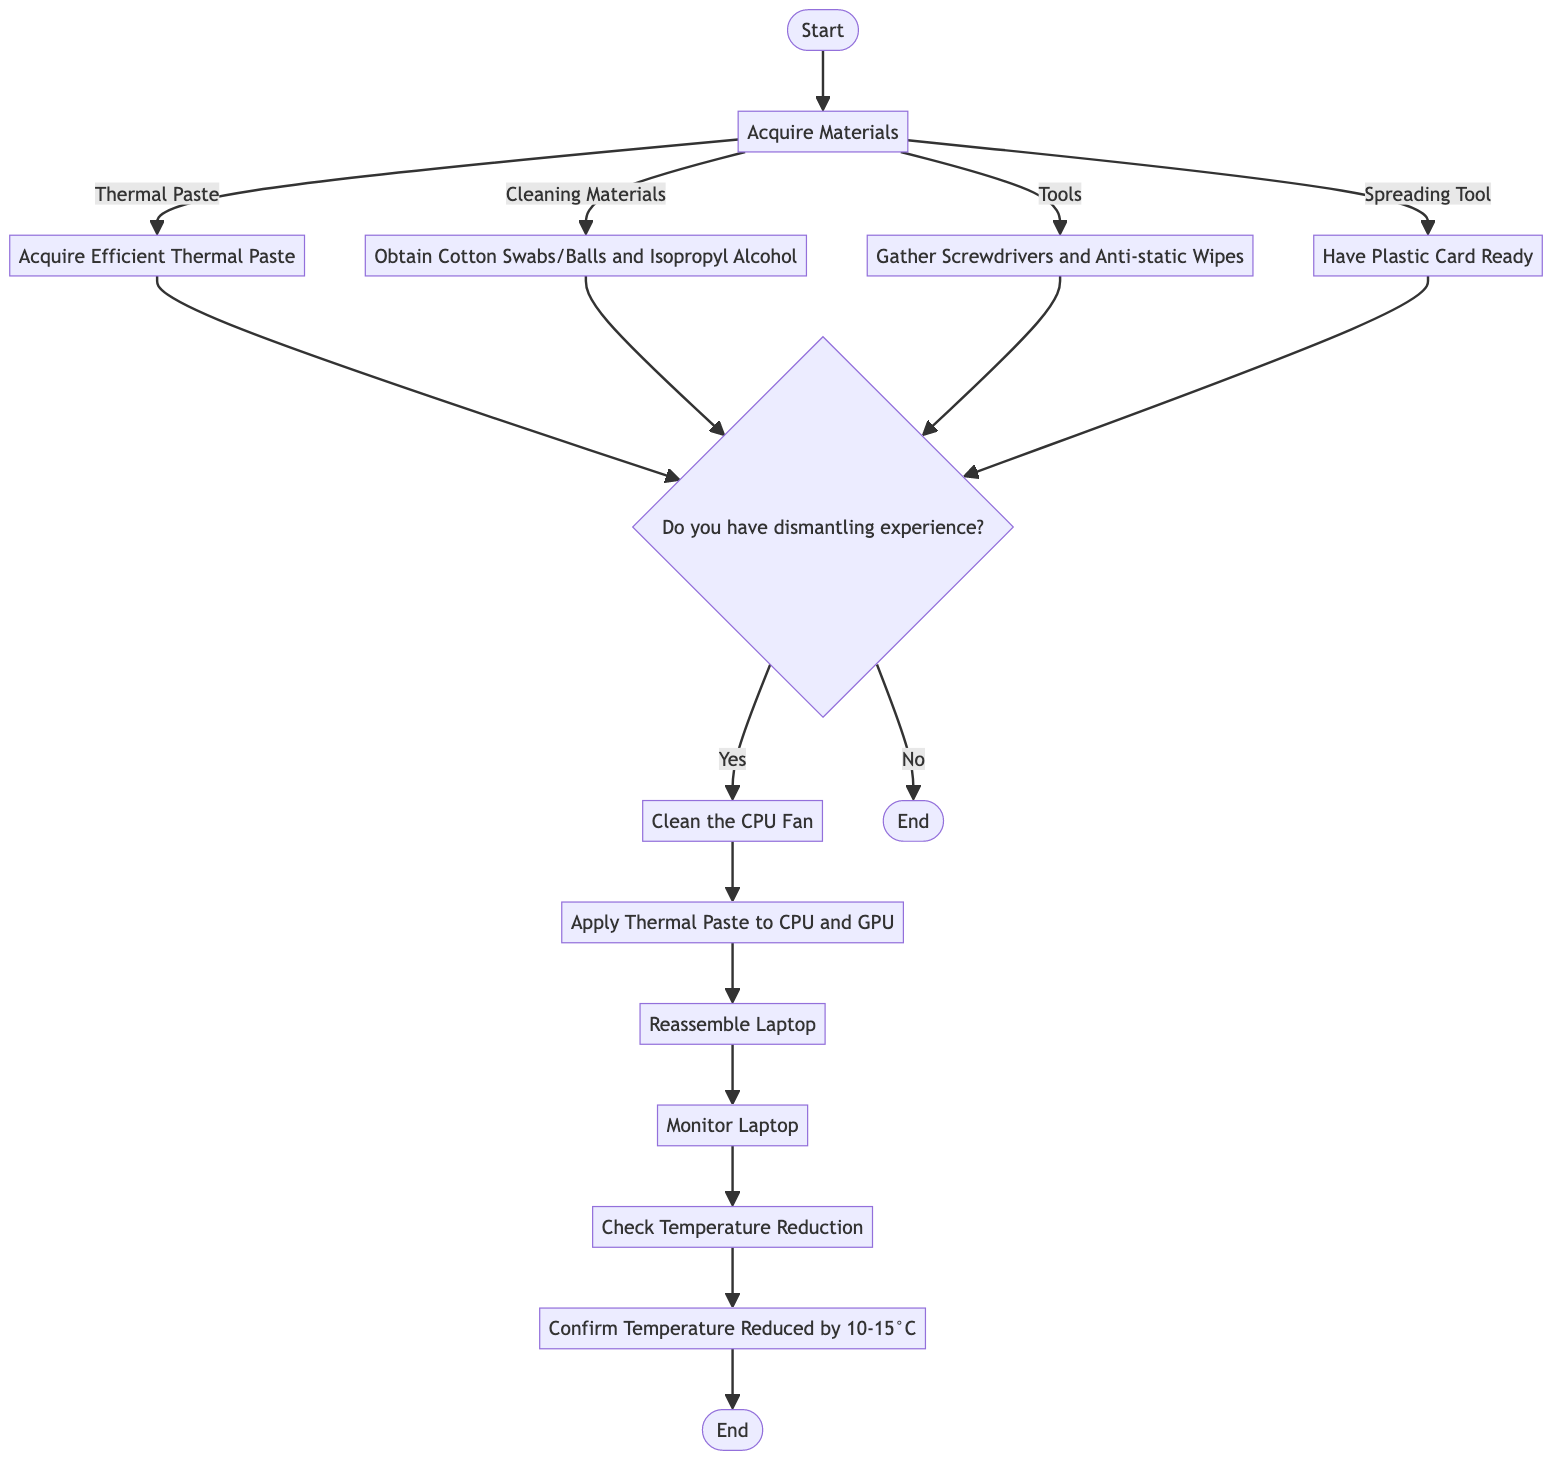 Start
Acquire Materials
Thermal Paste
Cleaning Materials
Tools
Spreading Tool
Acquire Efficient Thermal Paste
Obtain Cotton Swabs/Balls and Isopropyl Alcohol
Gather Screwdrivers and Anti-static Wipes
Have Plastic Card Ready
Do you have dismantling experience?
Yes
No
Clean the CPU Fan
End
Apply Thermal Paste to CPU and GPU
Reassemble Laptop
Monitor Laptop
Check Temperature Reduction
Confirm Temperature Reduced by 10-15°C
End